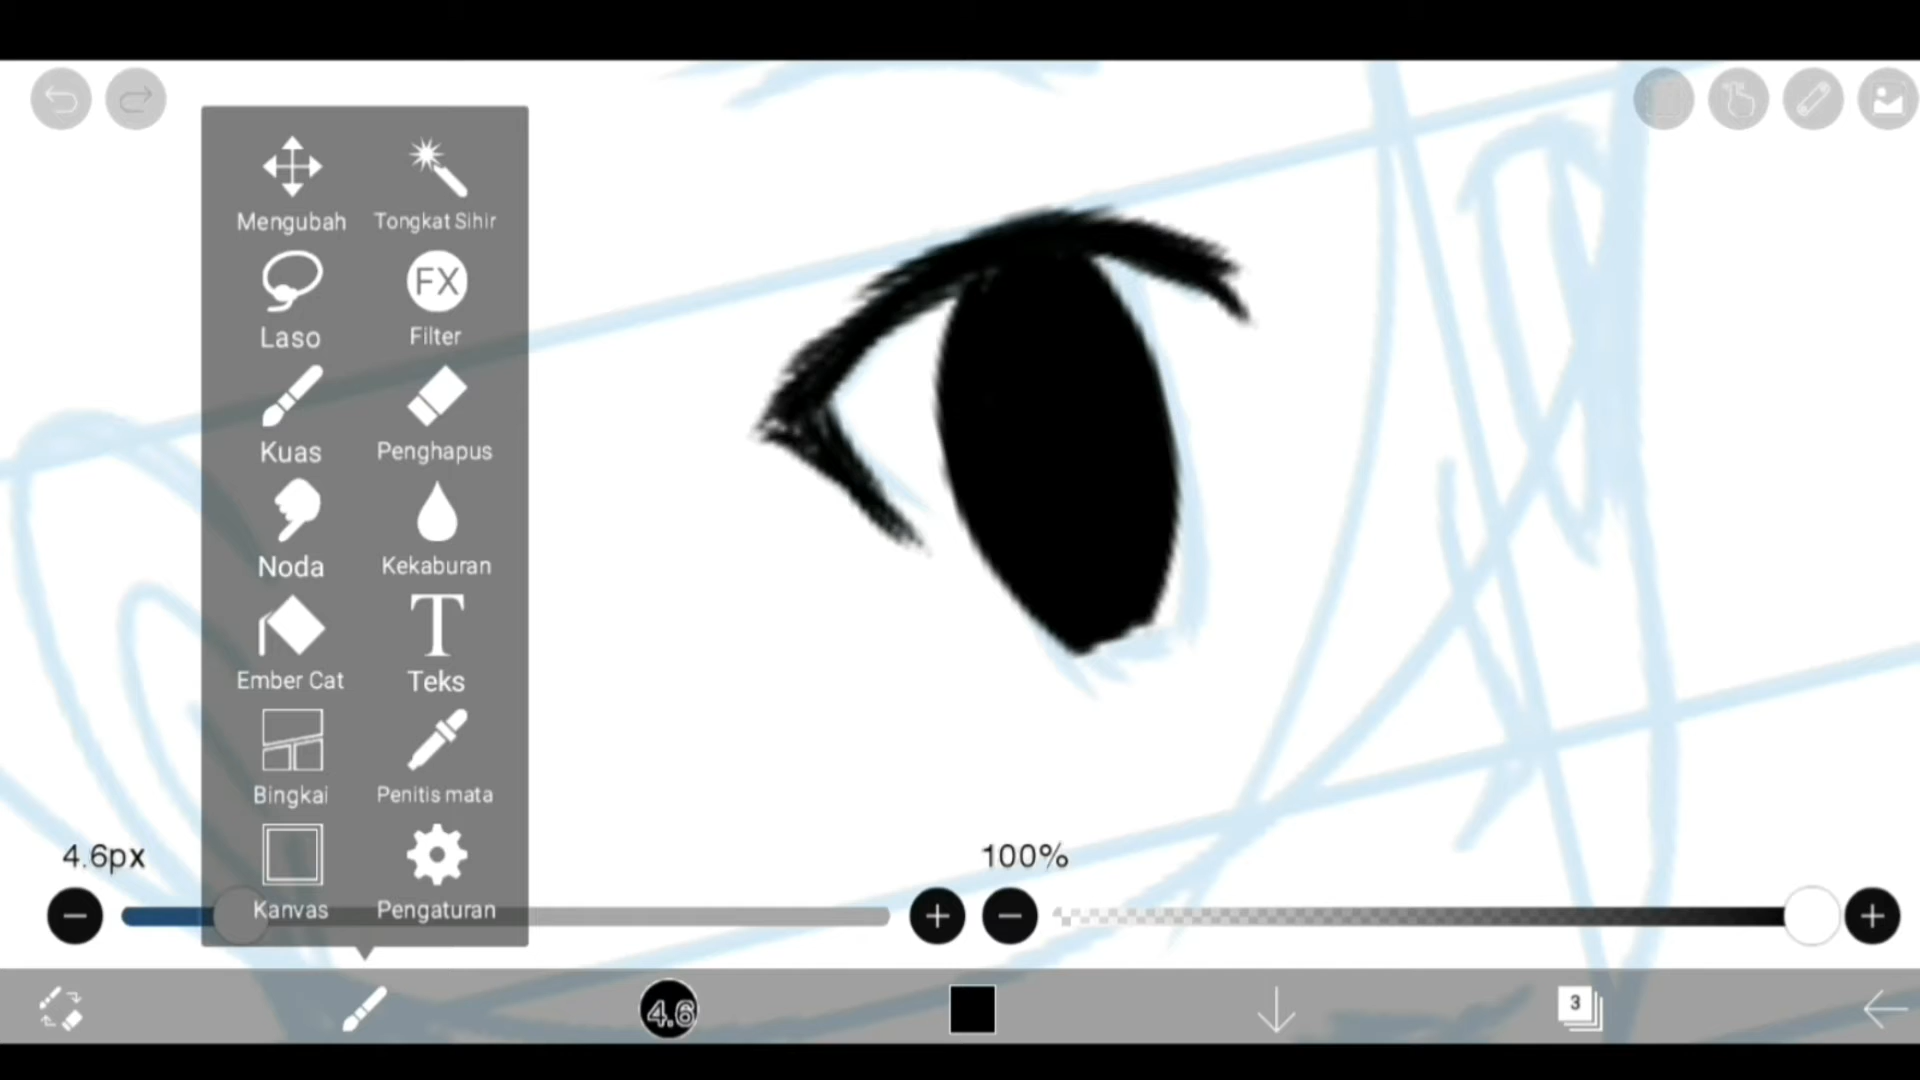 Mengubah Tongkat Sihir
FX
Laso Filter
Kuas Penghapus
Noda Kekaburan
T
Ember Cat Teks
Bingkai Penitis mata
Kanvas Pengaturan
4.6px
100%
4.6
3